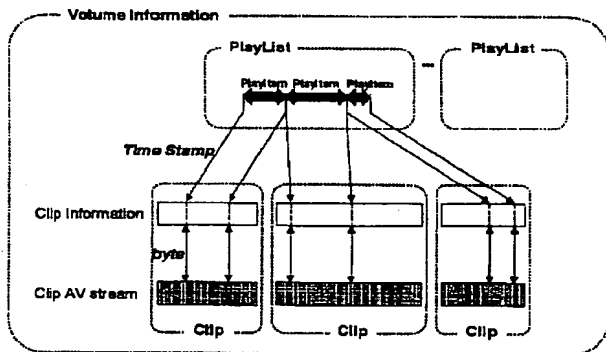 Volume Information
PlayList
PlayList
PlayItem PlayItem PlayItem
Time Stamp
Clip Information
byte
Clip AV stream
Clip
Clip
Clip